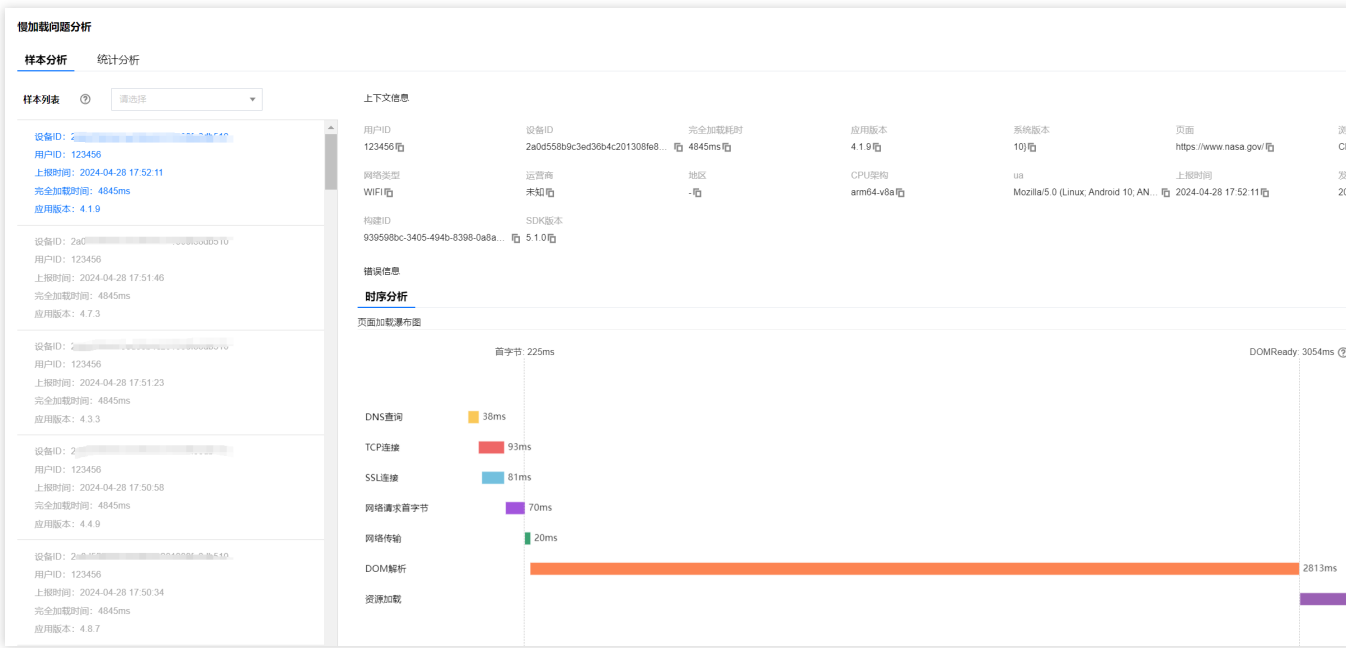 慢加载问题分析
样本分析 统计分析
样本列表 请选择
设备ID:
用户ID：123456
上报时间：2024-04-28 17:52:11
完全加载时间：4845ms
应用版本：4.1.9
设备ID:
用户ID：123456
上报时间：2024-04-28 17:51:46
完全加载时间：4845ms
应用版本：4.7.3
设备ID:
用户ID：123456
上报时间：2024-04-28 17:51:23
完全加载时间：4845ms
应用版本：4.3.3
设备ID:
用户ID：123456
上报时间：2024-04-28 17:50:58
完全加载时间：4845ms
应用版本：4.4.9
设备ID:
用户ID：123456
上报时间：2024-04-28 17:50:34
完全加载时间：4845ms
应用版本：4.8.7
上下文信息
用户ID 设备ID 完全加载耗时 应用版本 系统版本 页面
123456 2a0d558b9c3ed36b4c201308fe8... 4845ms 4.1.9 10} https://www.nasa.gov/
网络类型 运营商 地区 CPU架构 ua 上报时间
WIFI 未知 - arm64-v8a Mozilla/5.0 (Linux; Android 10; AN... 2024-04-28 17:52:11
构建ID SDK版本
939598bc-3405-494b-8398-0a8a... 5.1.0
错误信息
时序分析
页面加载瀑布图
首字节: 225ms DOMReady: 3054ms
DNS查询 38ms
TCP连接 93ms
SSL连接 81ms
网络请求首字节 70ms
网络传输 20ms
DOM解析 2813ms
资源加载